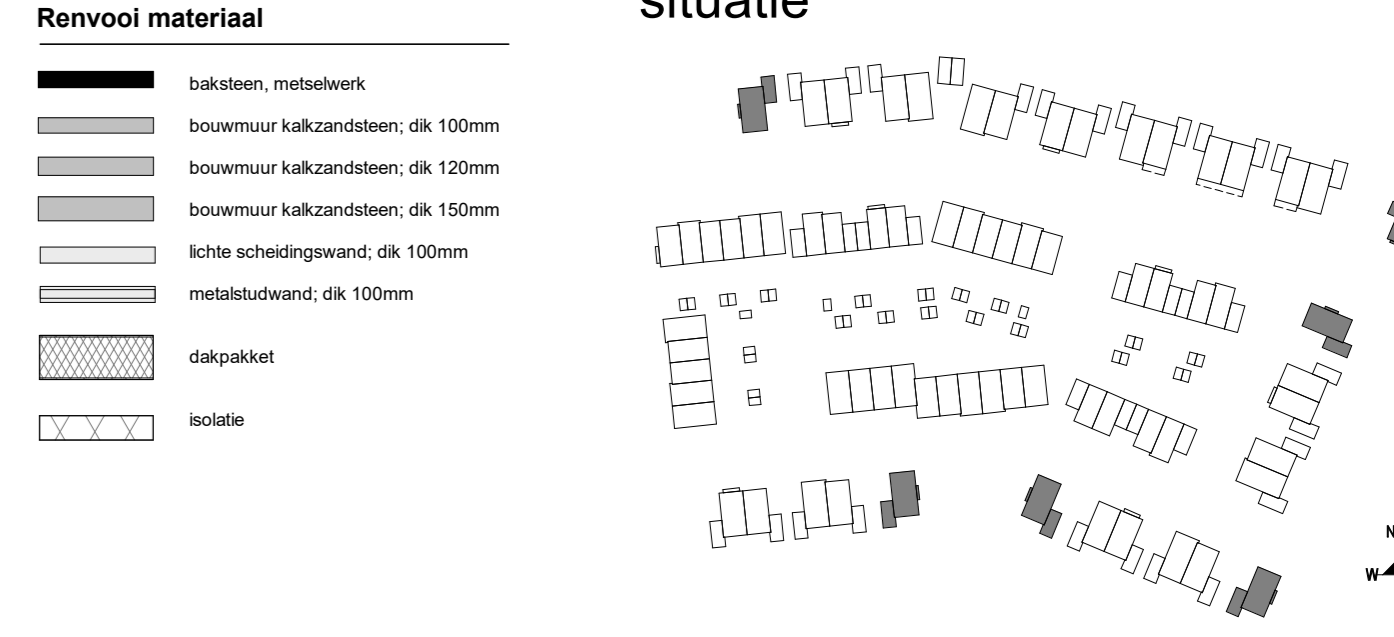 Renvooi materiaal
situatie
baksteen, metselwerk
bouwmuur kalkzandsteen; dik 100mm
bouwmuur kalkzandsteen; dik 120mm
bouwmuur kalkzandsteen; dik 150mm
lichte scheidingswand; dik 100mm
metalstudwand; dik 100mm
dakpakket
isolatie
N
W